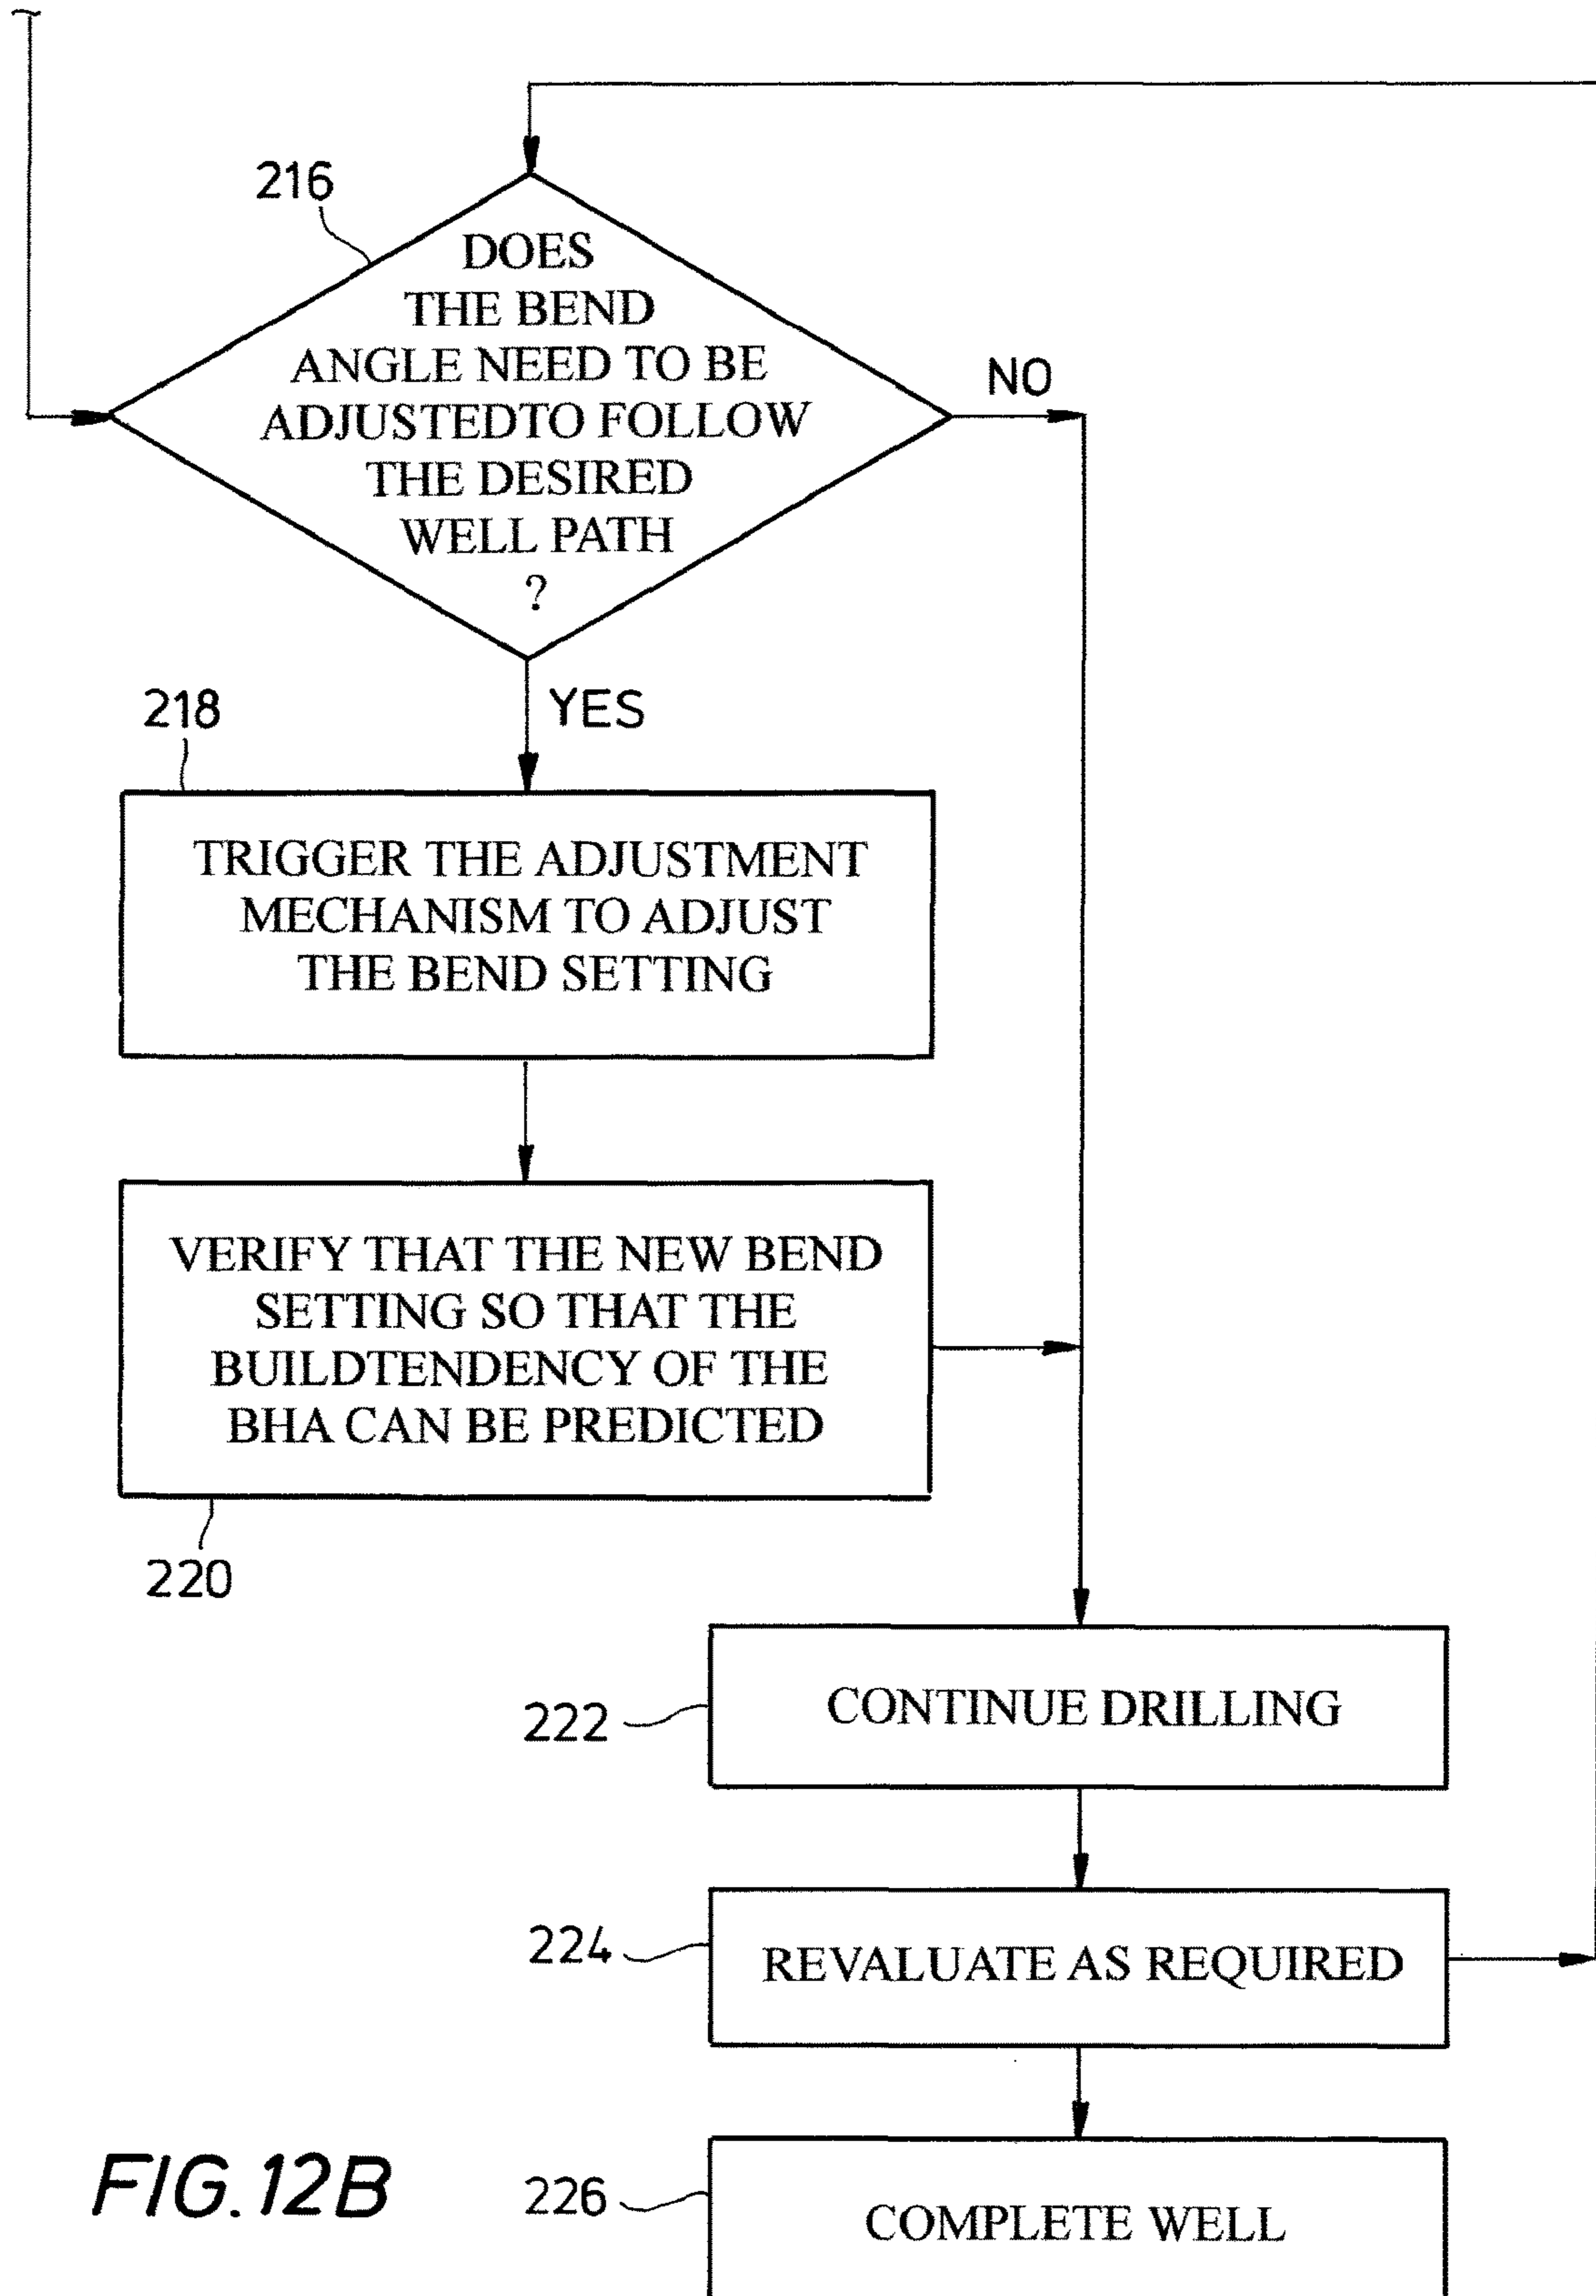 216
DOES
THE BEND
ANGLE NEED TO BE
ADJUSTEDTO FOLLOW
THE DESIRED
WELL PATH
?
NO
YES
218
TRIGGER THE ADJUSTMENT
MECHANISM TO ADJUST
THE BEND SETTING
VERIFY THAT THE NEW BEND
SETTING SO THAT THE
BUILDTENDENCY OF THE
BHA CAN BE PREDICTED
220
222
CONTINUE DRILLING
224
REVALUATE AS REQUIRED
226
COMPLETE WELL
FIG.12B